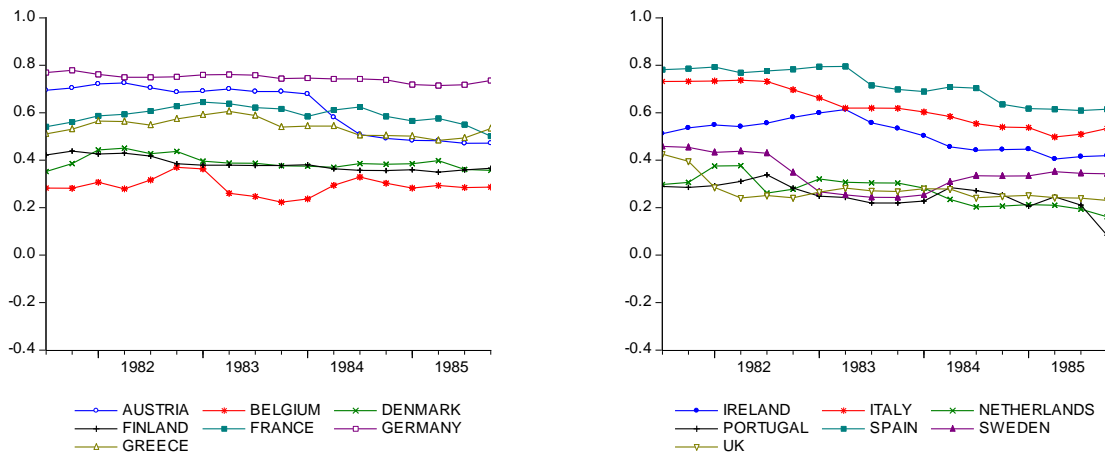 1.0
0.8
0.6
0.4
0.2
0.0
-0.2
-0.4
1982 1983 1984 1985
AUSTRIA BELGIUM DENMARK
FINLAND FRANCE GERMANY
GREECE
1.0
0.8
0.6
0.4
0.2
0.0
-0.2
-0.4
1982 1983 1984 1985
IRELAND ITALY NETHERLANDS
PORTUGAL SPAIN SWEDEN
UK